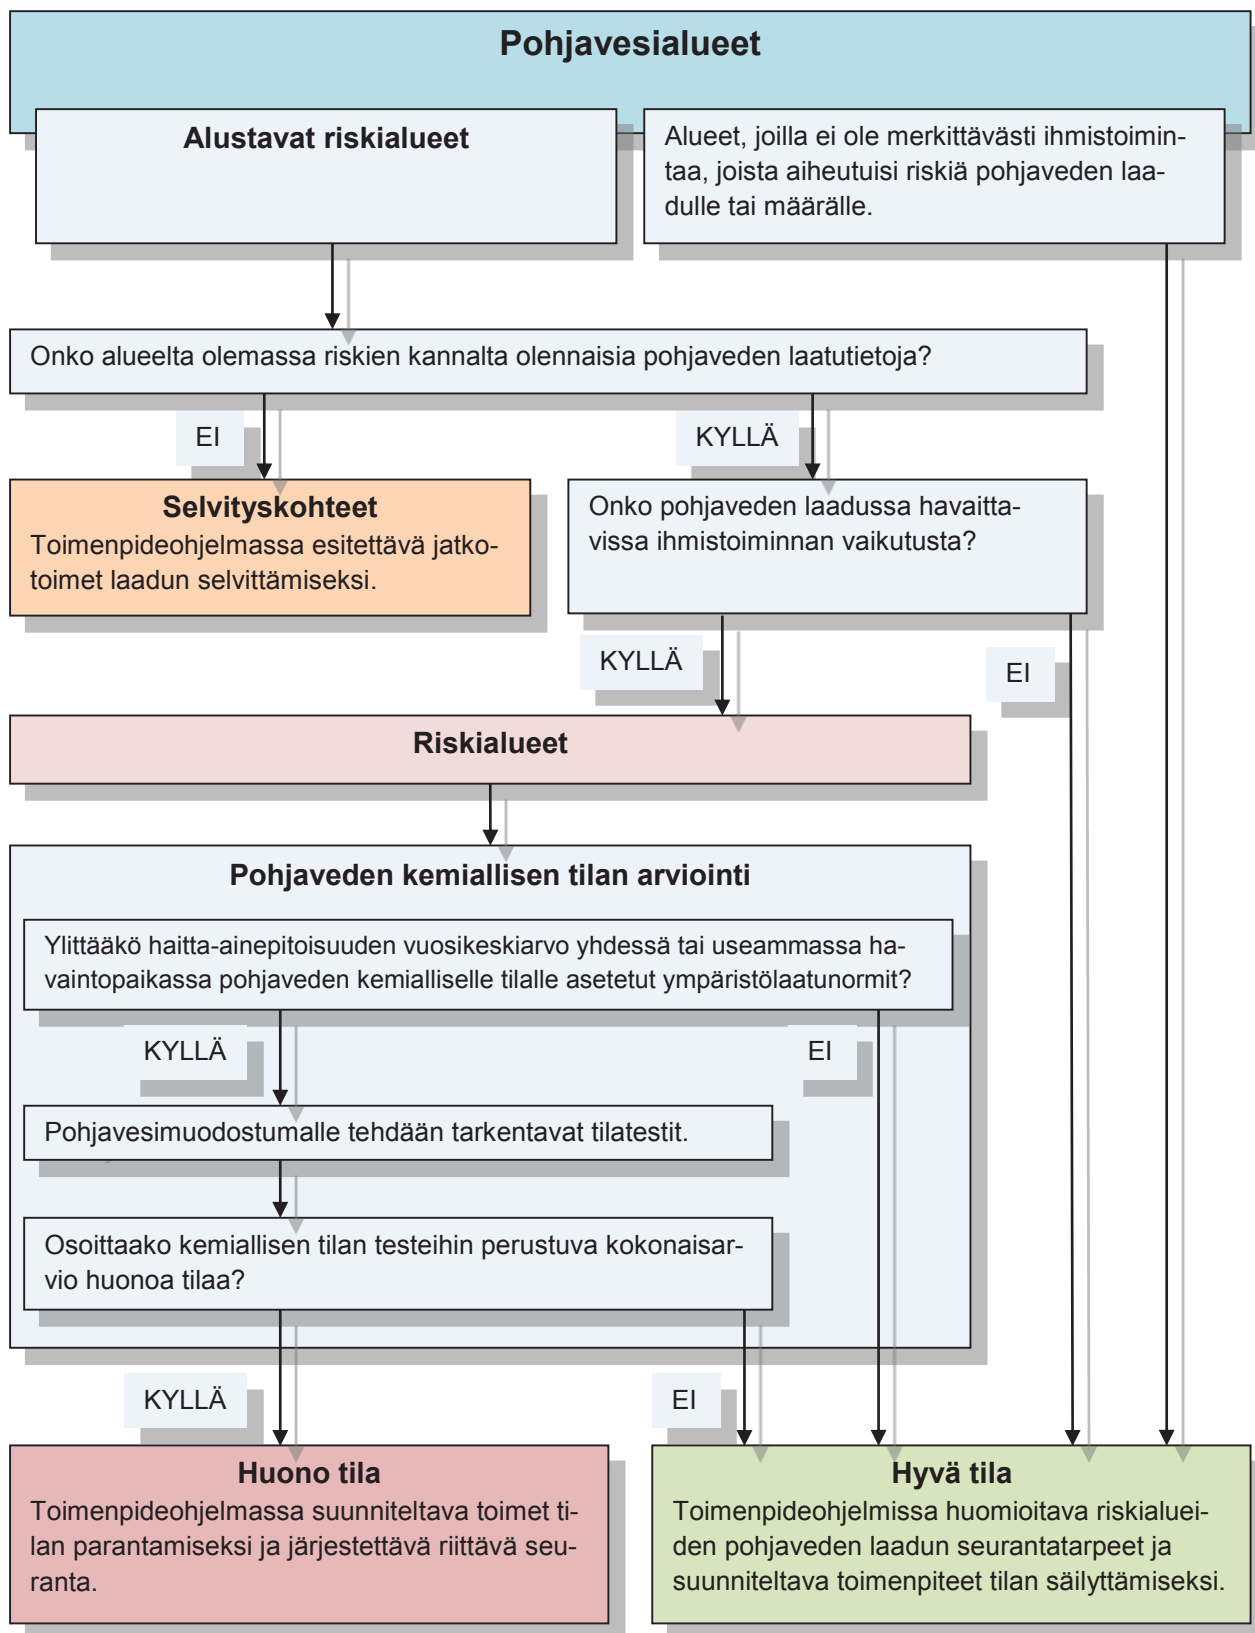 Pohjavesialueet
Alustavat riskialueet
Alueet, joilla ei ole merkittävästi ihmistoimin-
taa, joista aiheutuisi riskiä pohjaveden laa-
dulle tai määrälle.
Onko alueelta olemassa riskien kannalta olennaisia pohjaveden laatutietoja?
EI
KYLLÄ
Selvityskohteet
Toimenpideohjelmassa esitettävä jatko-
toimet laadun selvittämiseksi.
Onko pohjaveden laadussa havaitta-
vissa ihmistoiminnan vaikutusta?
KYLLÄ
EI
Riskialueet
Pohjaveden kemiallisen tilan arviointi
Ylittääkö haitta-ainepitoisuuden vuosikeskiarvo yhdessä tai useammassa ha-
vaintopaikassa pohjaveden kemialliselle tilalle asetetut ympäristölaatunormit?
KYLLÄ
EI
Pohjavesimuodostumalle tehdään tarkentavat tilatestit.
Osoittaako kemiallisen tilan testeihin perustuva kokonaisar-
vio huonoa tilaa?
KYLLÄ
EI
Huono tila
Toimenpideohjelmassa suunniteltava toimet ti-
lan parantamiseksi ja järjestettävä riittävä seu-
ranta.
Hyvä tila
Toimenpideohjelmissa huomioitava riskialuei-
den pohjaveden laadun seurantatarpeet ja
suunniteltava toimenpiteet tilan säilyttämiseksi.